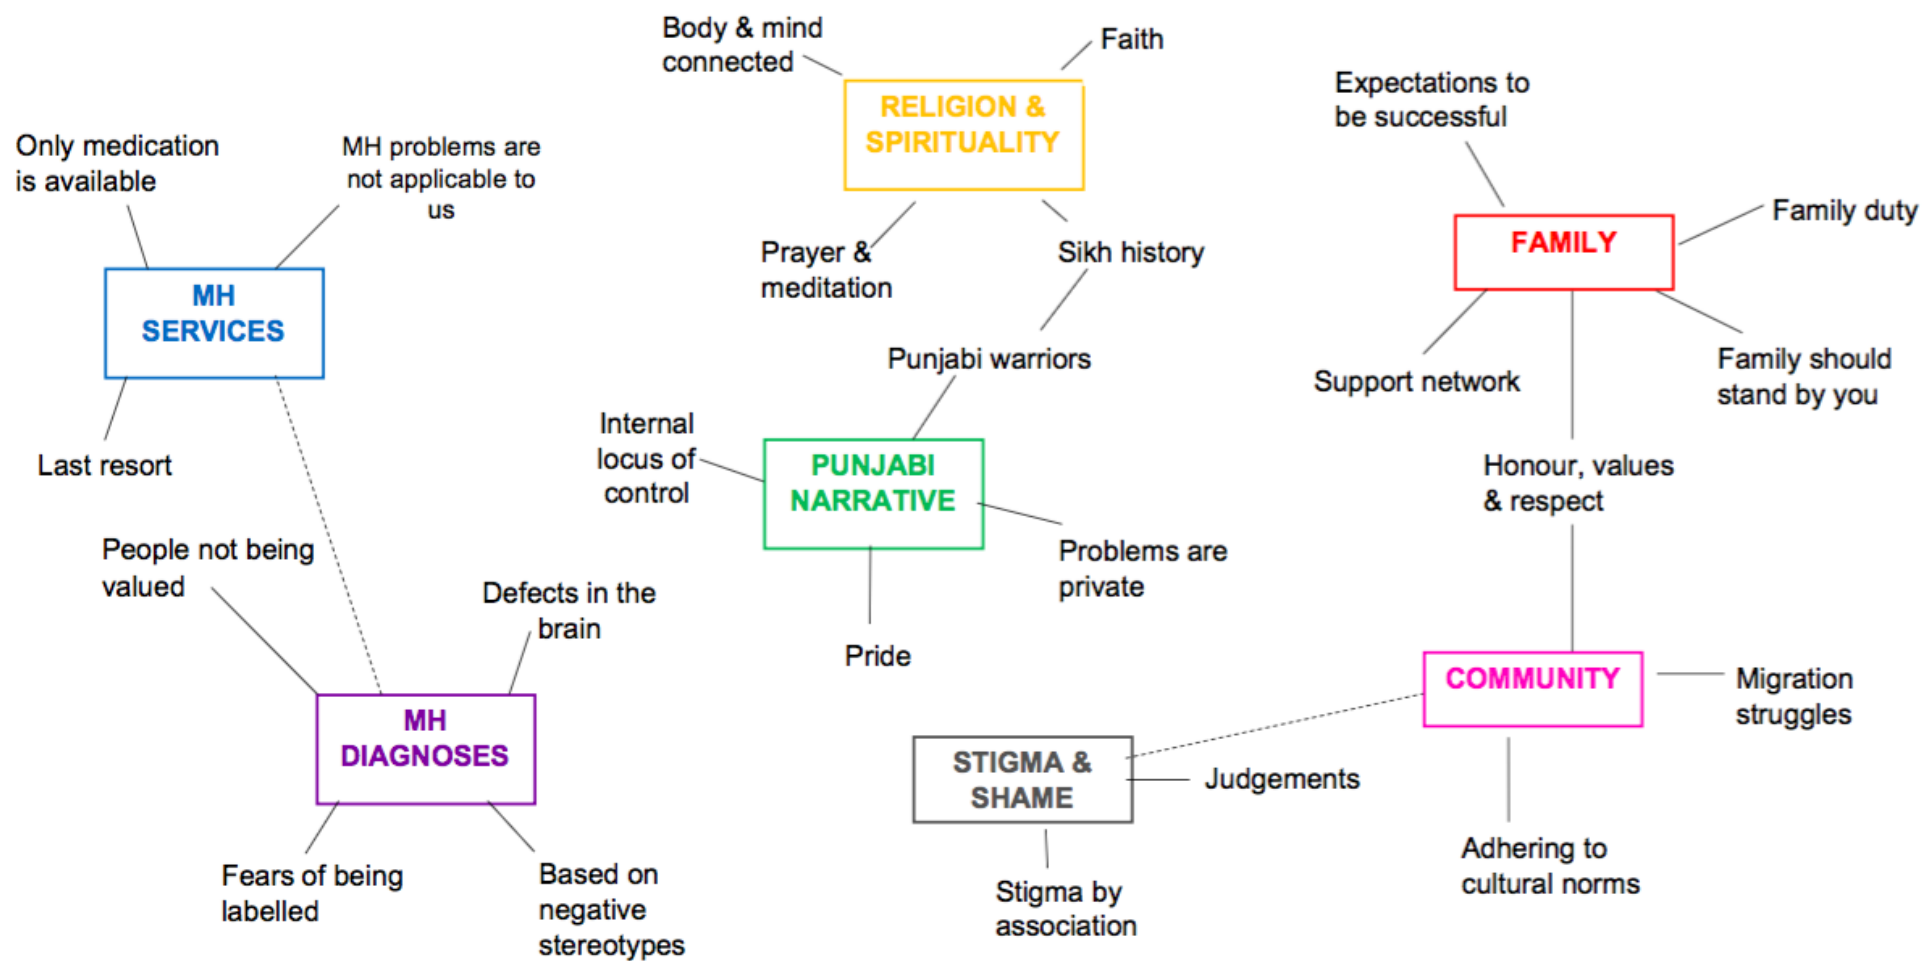 Body & mind
connected
Faith
RELIGION &
SPIRITUALITY
Prayer &
meditation
Sikh history
Punjabi warriors
Expectations to
be successful
Family duty
FAMILY
Support network
Family should
stand by you
Honour, values
& respect
Only medication
is available
MH problems are
not applicable to
us
MH
SERVICES
Last resort
Internal
locus of
control
PUNJABI
NARRATIVE
Problems are
private
Pride
People not being
valued
Defects in the
brain
MH
DIAGNOSES
Fears of being
labelled
Based on
negative
stereotypes
COMMUNITY
Migration
struggles
Adhering to
cultural norms
STIGMA &
SHAME
Judgements
Stigma by
association